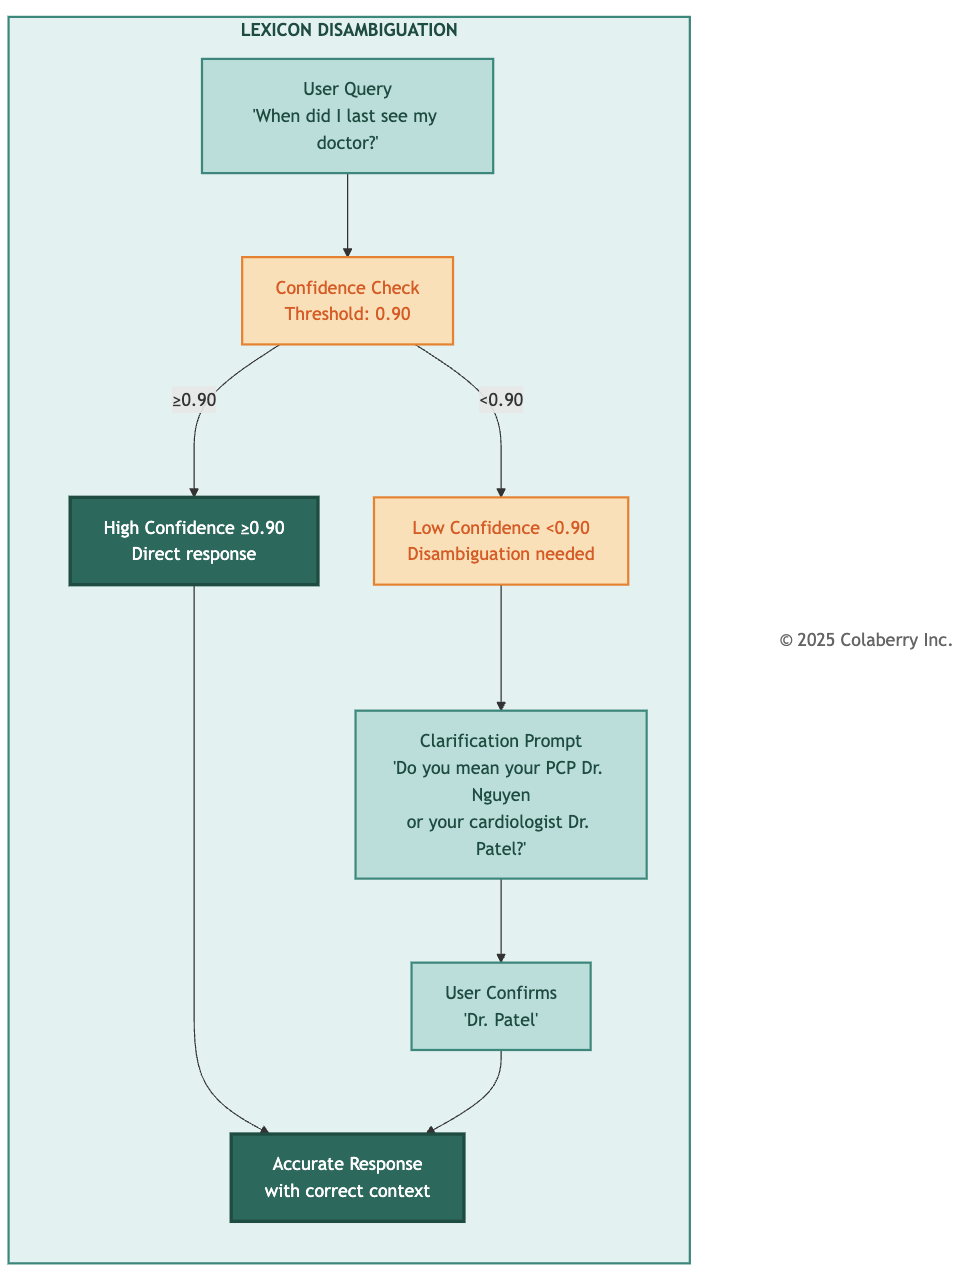 LEXICON DISAMBIGUATION
User Query
'When did I last see my
doctor?'
Confidence Check
Threshold: 0.90
≥0.90
<0.90
High Confidence ≥0.90
Direct response
Low Confidence <0.90
Disambiguation needed
© 2025 Colaberry Inc.
Clarification Prompt
'Do you mean your PCP Dr.
Nguyen
or your cardiologist Dr.
Patel?'
User Confirms
'Dr. Patel'
Accurate Response
with correct context